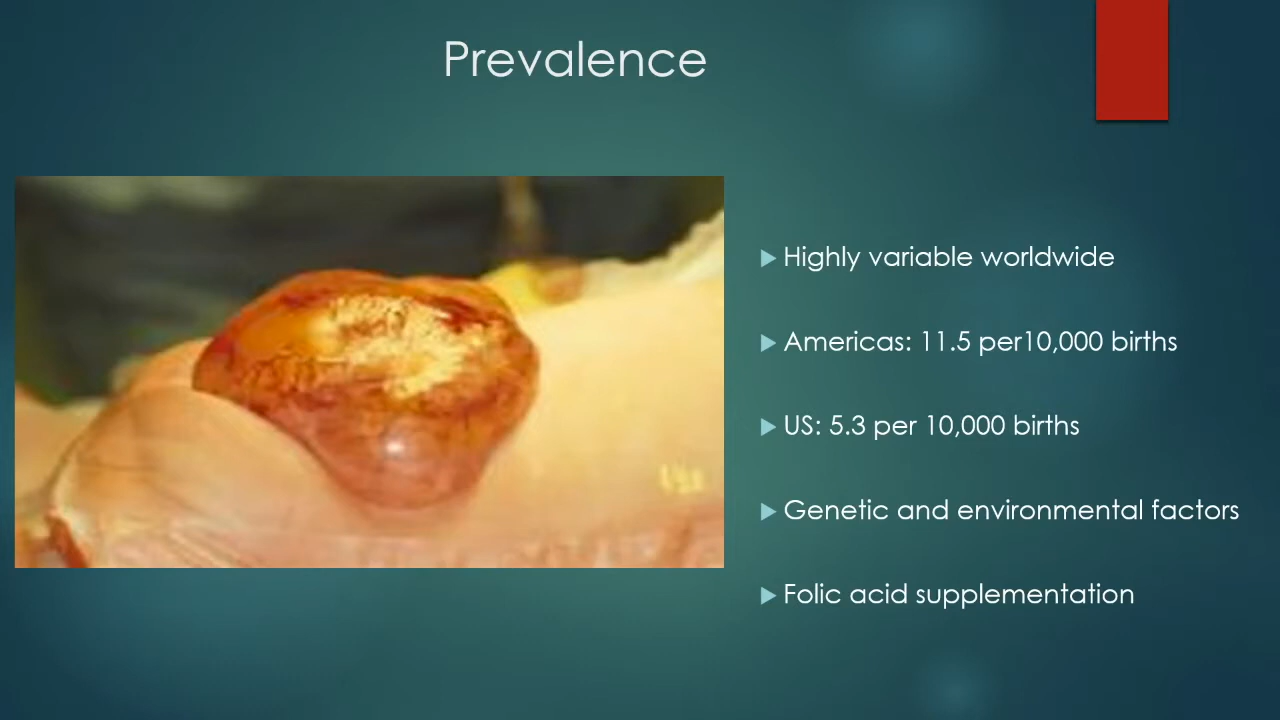 Prevalence
Highly variable worldwide
Americas: 11.5 per10,000 births
US: 5.3 per 10,000 births
Genetic and environmental factors
Folic acid supplementation